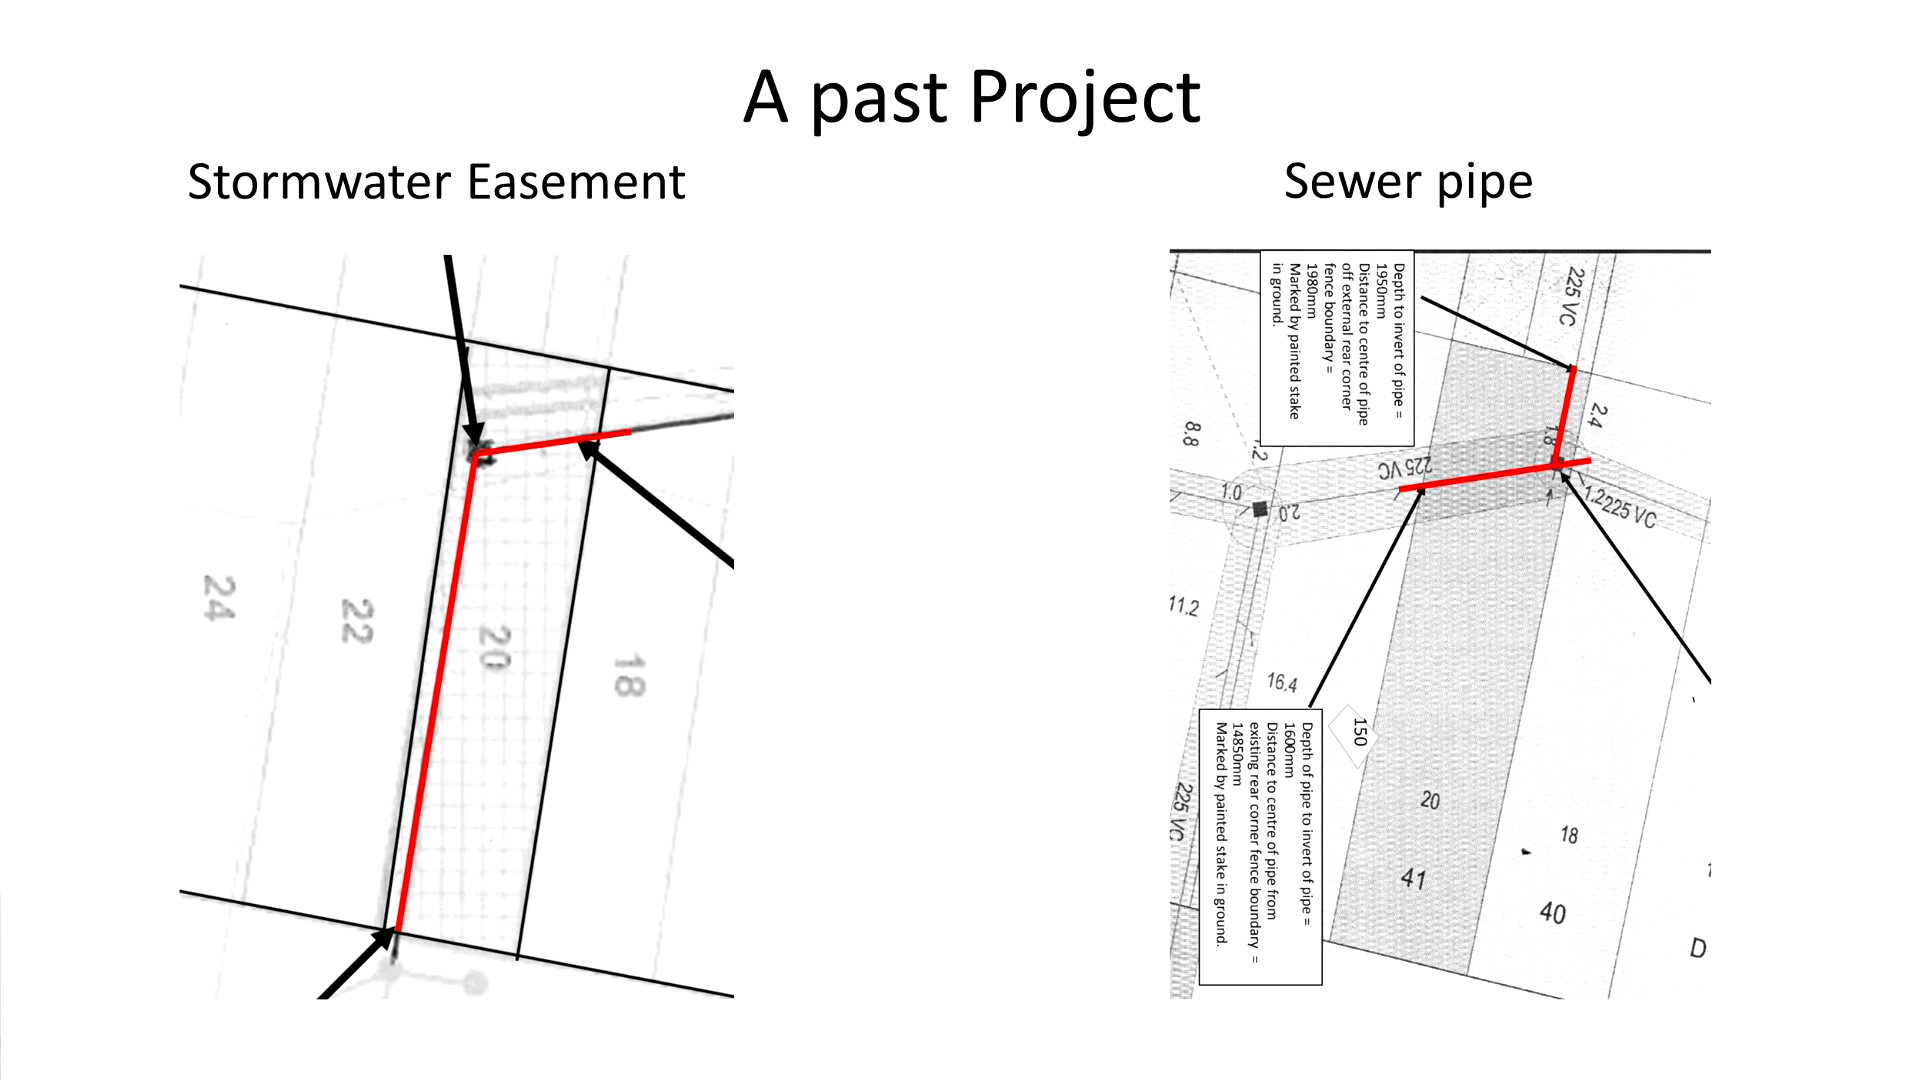 A past Project
Stormwater Easement
Sewer pipe
24
22
20
18
Depth to invert of pipe =
1950mm
Distance to centre of pipe
off external rear corner
fence boundary =
1980mm
Marked by painted stake
in ground.
225 VC
2.4
1.8
8.8
225 VC
1.0
2.0
1.2
225 VC
11.2
16.4
150
Depth of pipe to invert of pipe =
1600mm
Distance to centre of pipe from
existing rear corner fence boundary =
14850mm
Marked by painted stake in ground.
225 VC
20
18
41
40
D